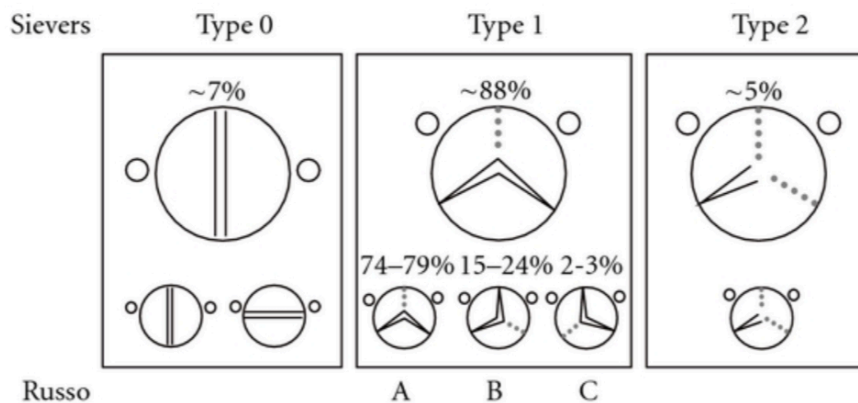 Sievers Type 0 Type 1 Type 2
~7% ~88% ~5%
74–79% 15–24% 2-3%
Russo A B C